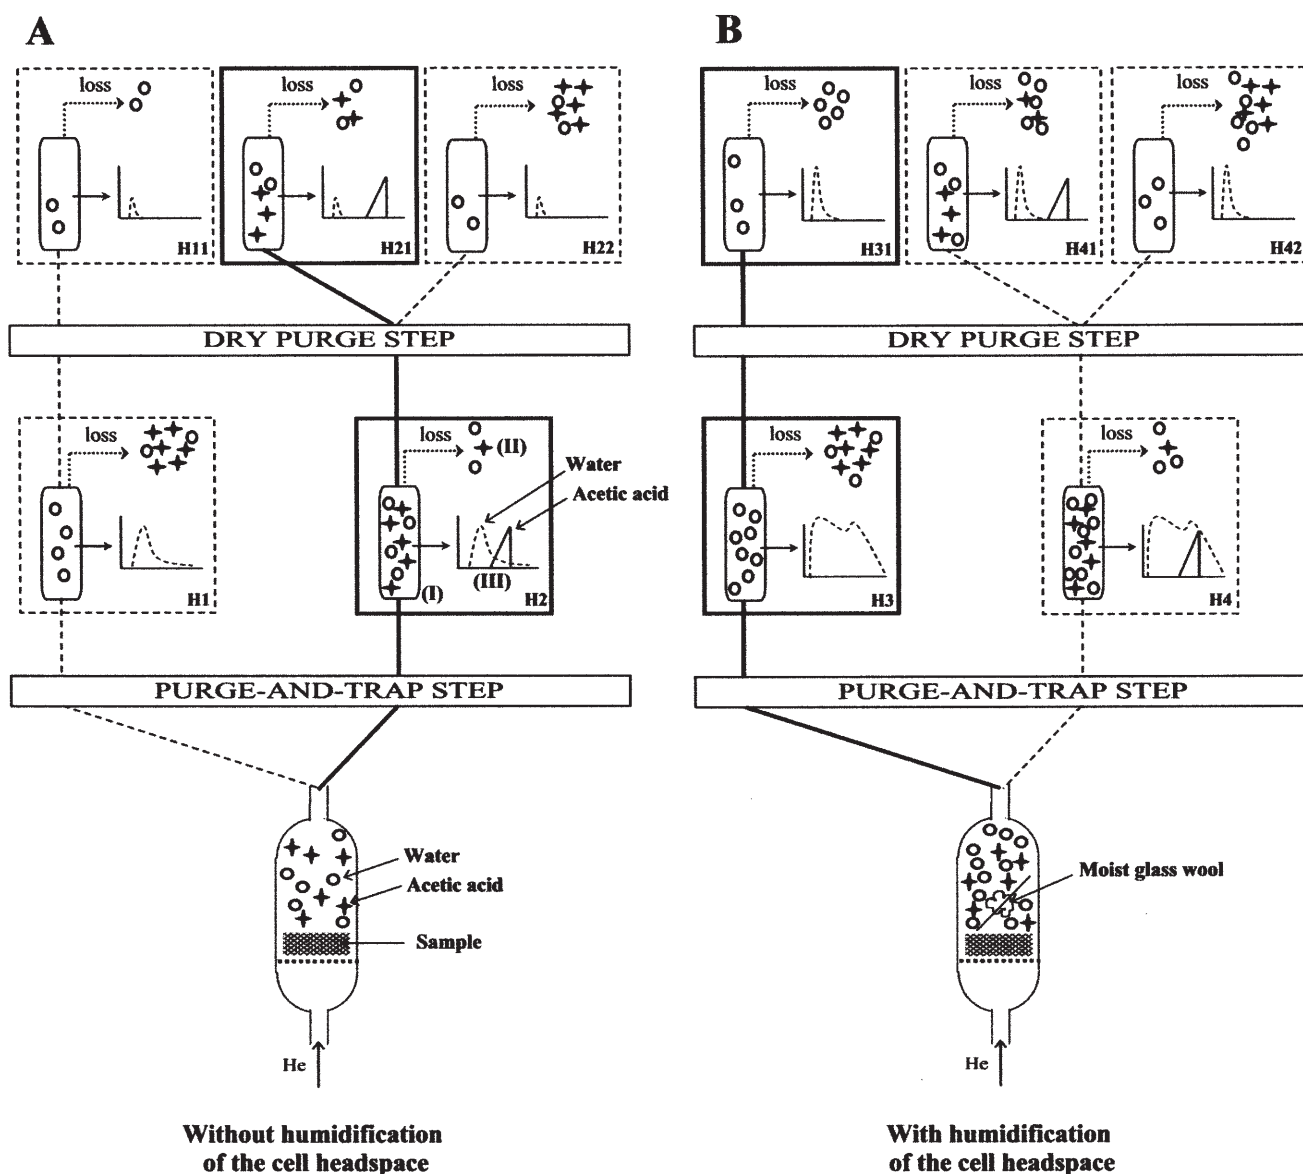 A
loss
H11
loss
H21
loss
H22
DRY PURGE STEP
loss
H1
loss
(II)
Water
Acetic acid
(I)
(III)
H2
PURGE-AND-TRAP STEP
Water
Acetic acid
Sample
He
Without humidification
of the cell headspace
B
loss
H31
loss
H41
loss
H42
DRY PURGE STEP
loss
H3
loss
H4
PURGE-AND-TRAP STEP
Moist glass wool
He
With humidification
of the cell headspace